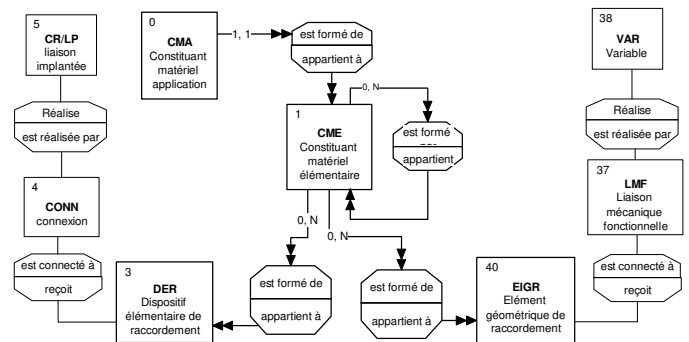 5
CR/LP
liaison
implantée
Réalise
est réalisée par
4
CONN
connexion
est connecté à
reçoit
3
DER
Dispositif
élémentaire de
raccordement
0
CMA
Constituant
matériel
application
1, 1
est formé de
appartient à
1
CME
Constituant
matériel
élémentaire
0, N
est formé
---
appartient
0, N
0, N
est formé de
appartient à
est formé de
appartient à
40
EIGR
Elément
géométrique de
raccordement
38
VAR
Variable
Réalise
est réalisée par
37
LMF
Liaison
mécanique
fonctionnelle
est connecté à
reçoit